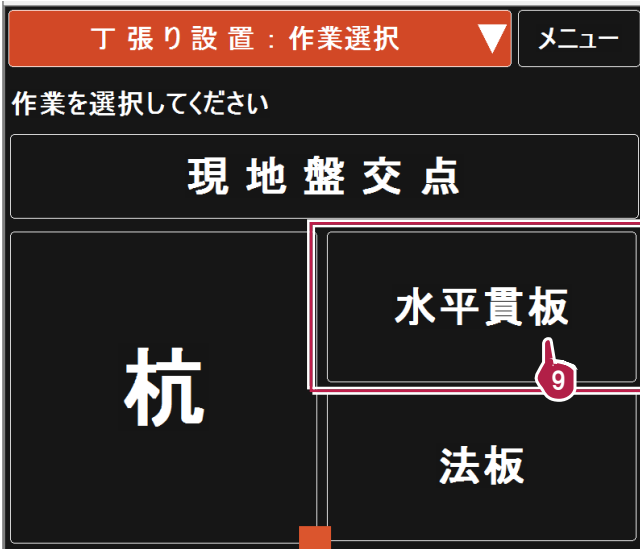 丁張り設置:作業選択 ▼ メニュー
作業を選択してください
現地盤交点
杭
水平貫板
9
法板